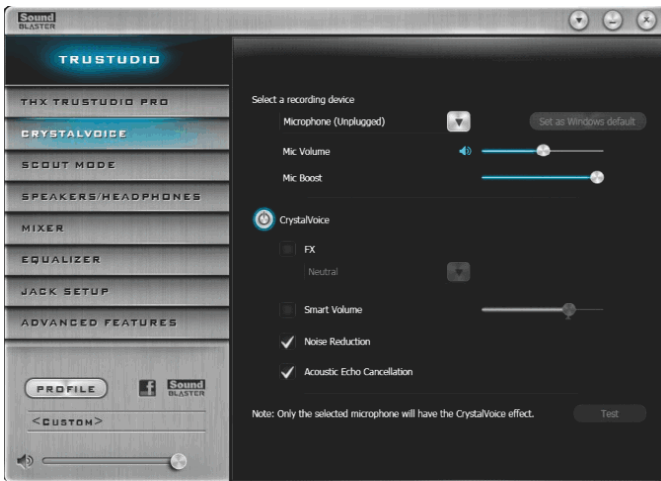 Sound
BLASTER
TRUSTUDIO
THX TRUSTUDIO PRO
CRYSTALVOICE
SCOUT MODE
SPEAKERS/HEADPHONES
MIXER
EQUALIZER
JACK SETUP
ADVANCED FEATURES
PROFILE
f
Sound
BLASTER
<CUSTOM>
Select a recording device
Microphone (Unplugged)
Set as Windows default
Mic Volume
Mic Boost
CrystalVoice
FX
Neutral
Smart Volume
Noise Reduction
Acoustic Echo Cancellation
Note: Only the selected microphone will have the CrystalVoice effect.
Test